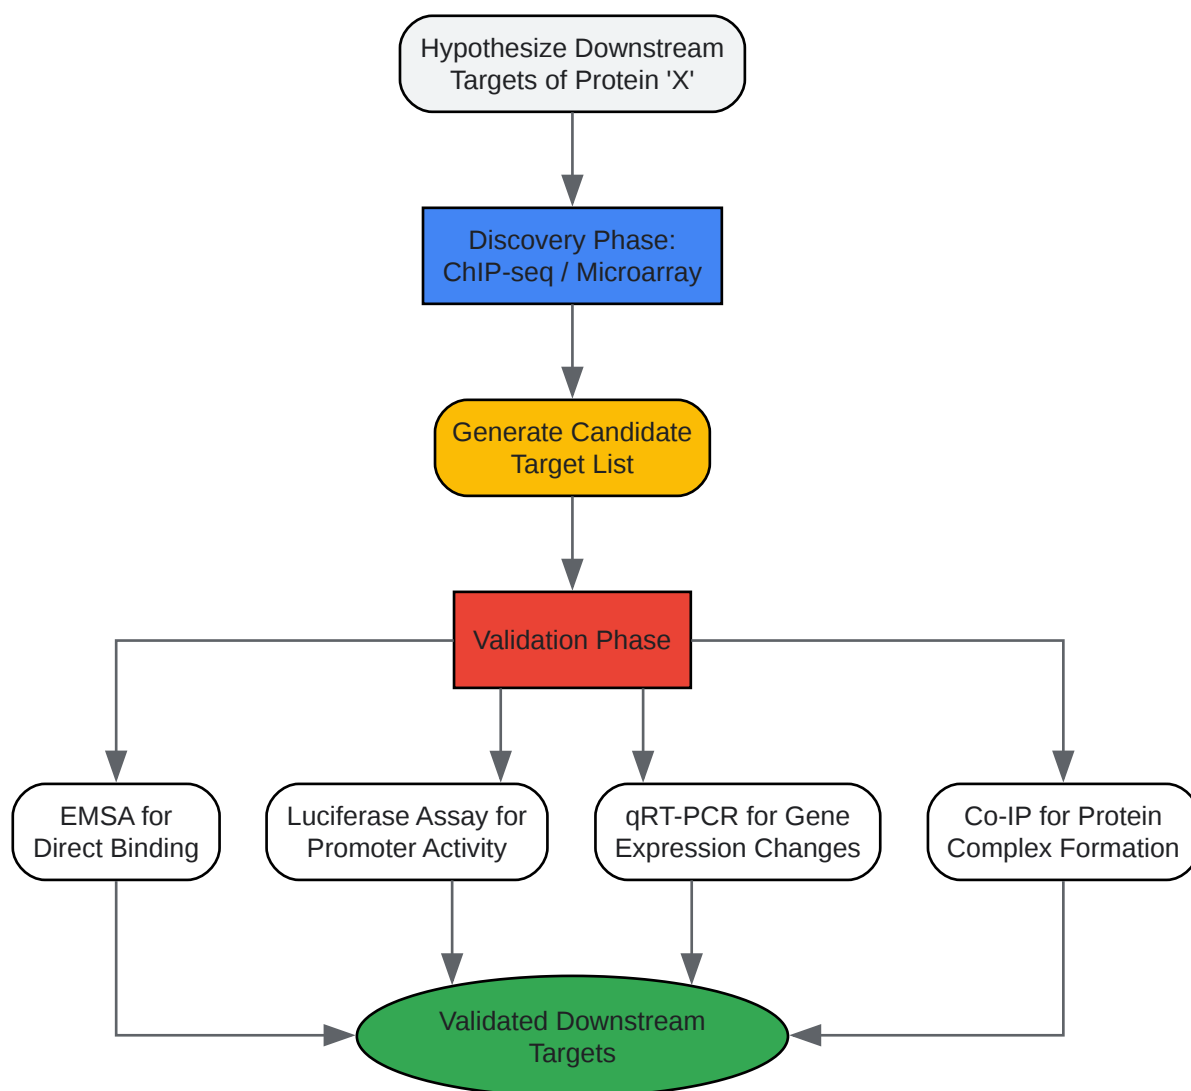 Hypothesize Downstream
Targets of Protein 'X'
Discovery Phase:
ChIP-seq / Microarray
Generate Candidate
Target List
Validation Phase
EMSA for
Direct Binding
Luciferase Assay for
Promoter Activity
qRT-PCR for Gene
Expression Changes
Co-IP for Protein
Complex Formation
Validated Downstream
Targets